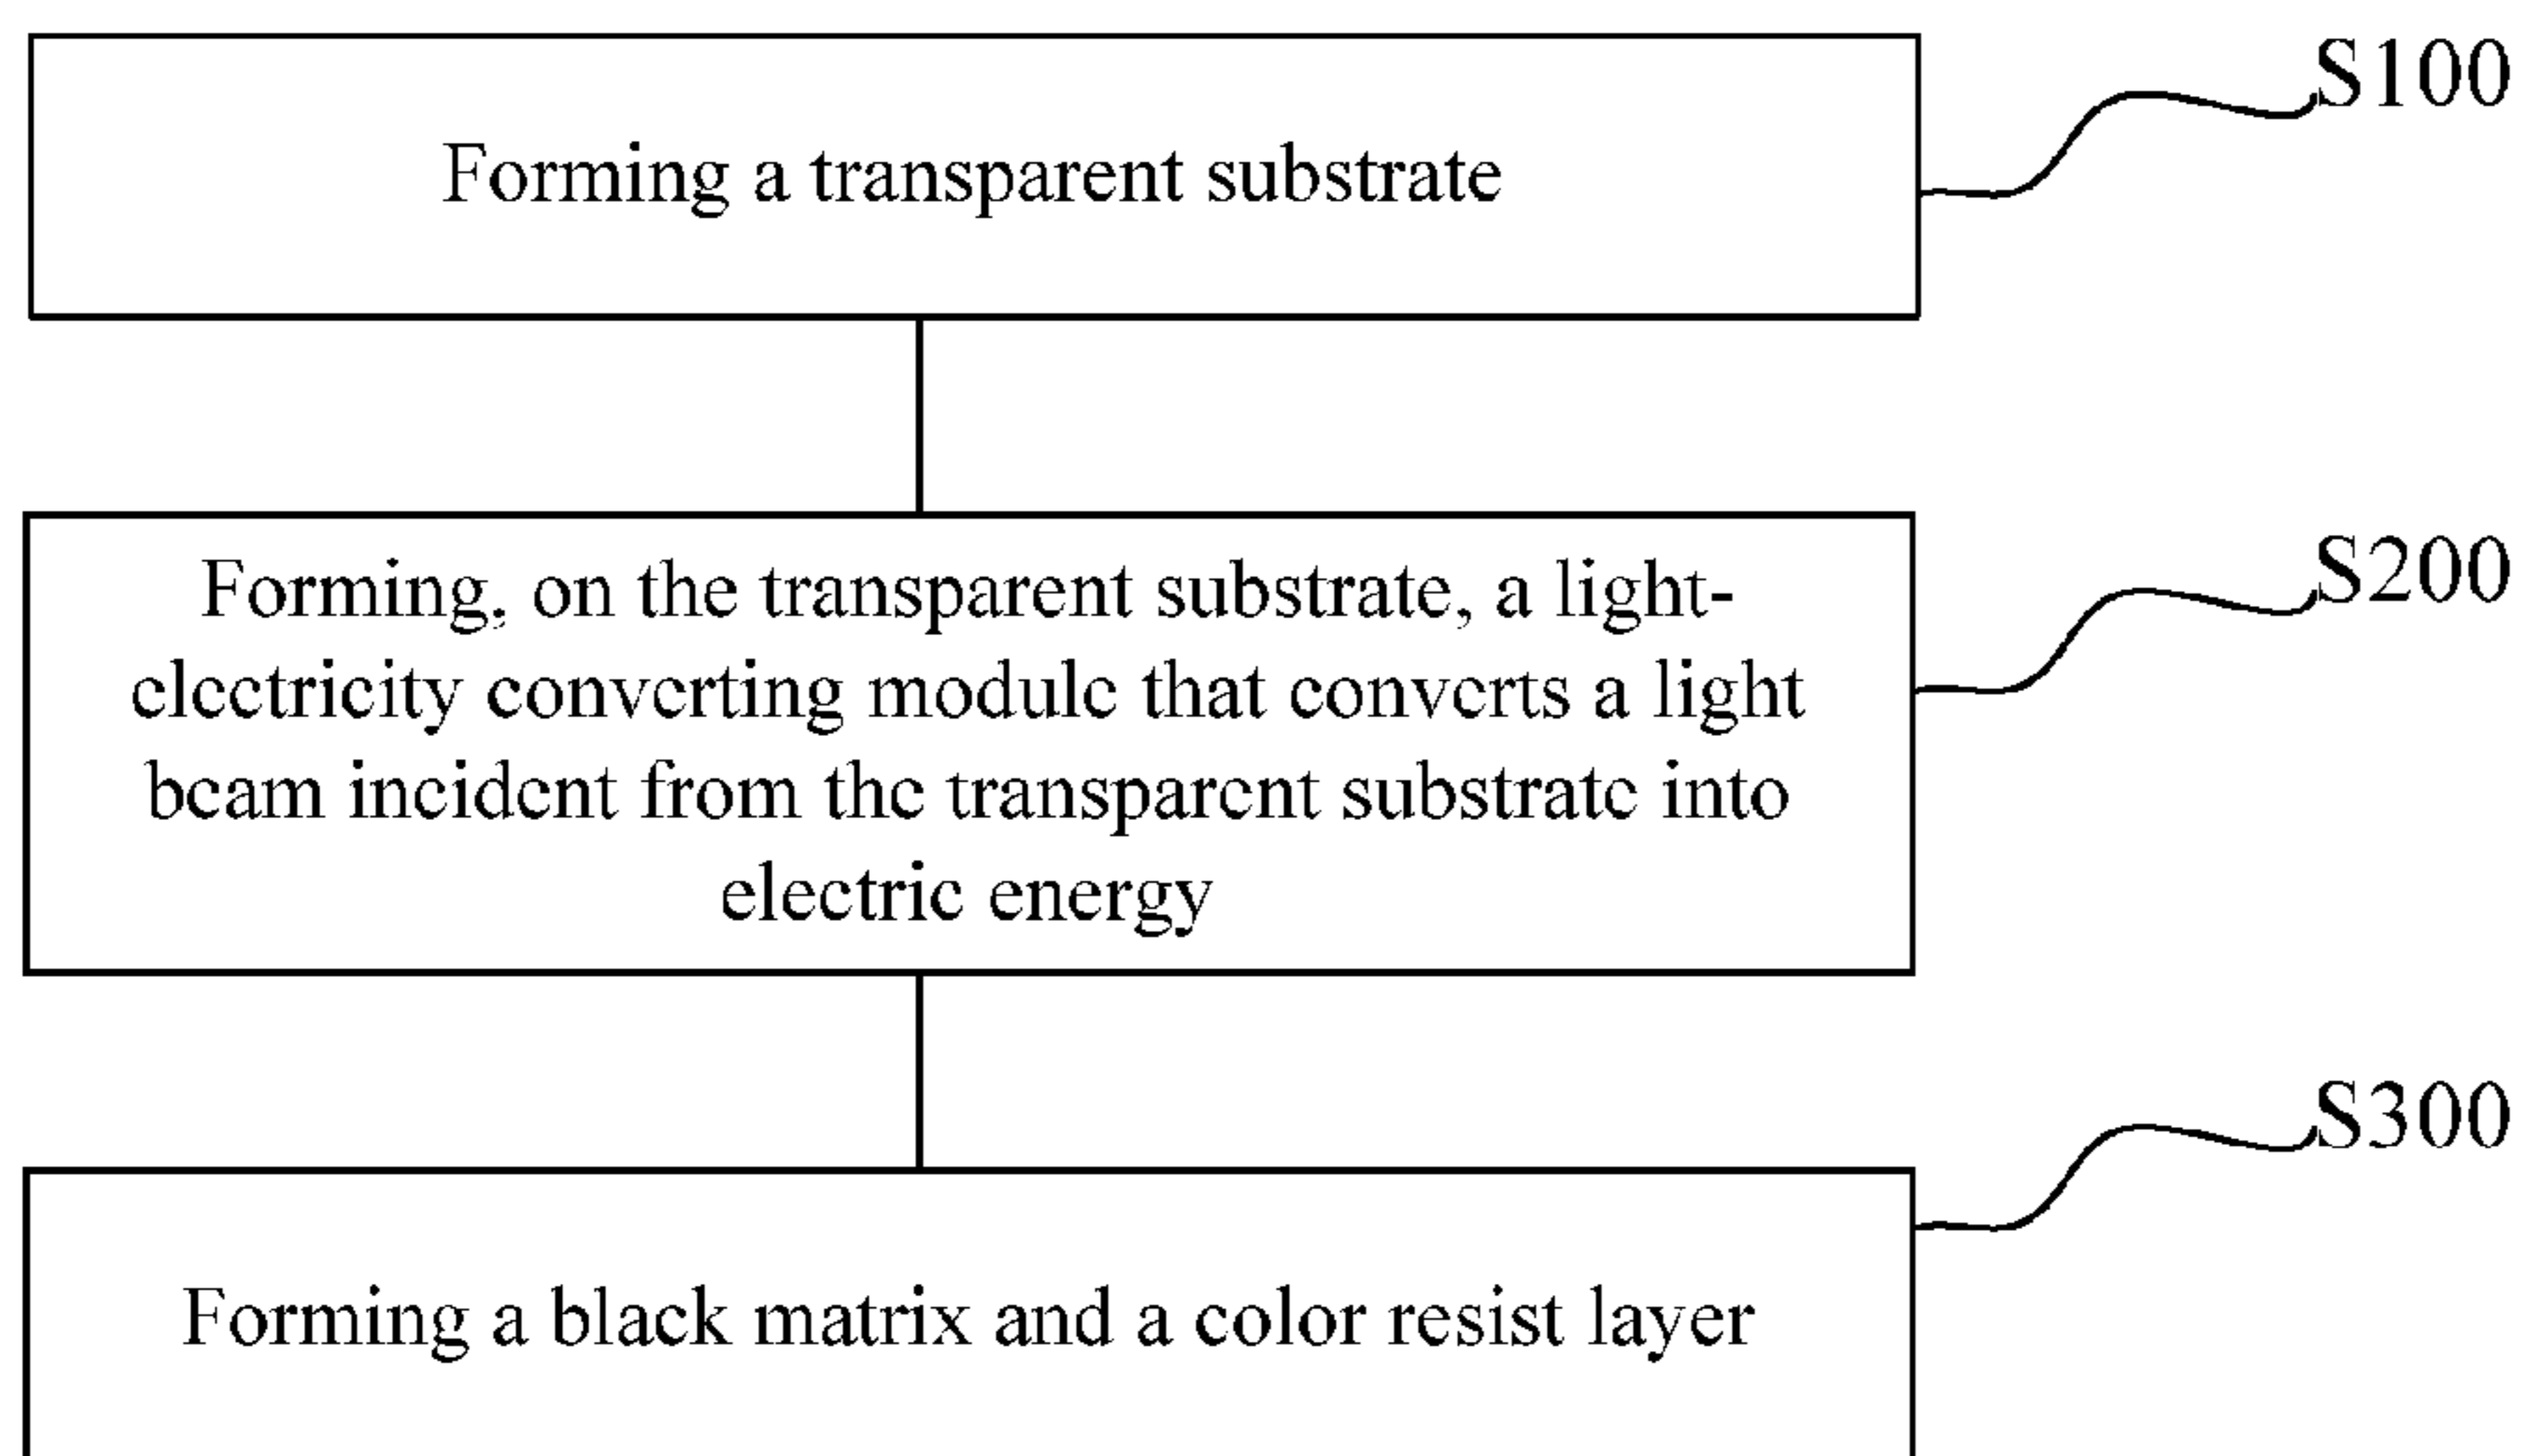 S100
Forming a transparent substrate
S200
Forming, on the transparent substrate, a light-
electricity converting module that converts a light
beam incident from the transparent substrate into
electric energy
S300
Forming a black matrix and a color resist layer